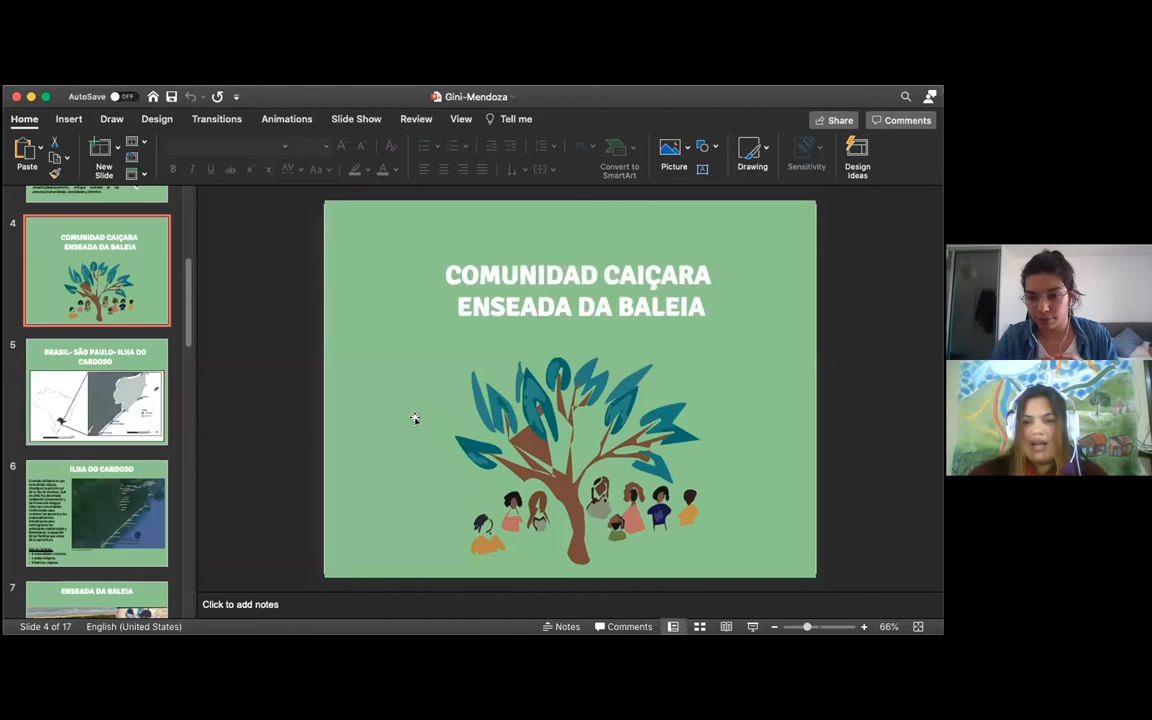 AutoSave OFF
Gini-Mendoza
Home Insert Draw Design Transitions Animations Slide Show Review View Tell me
Share Comments
Paste
New
Slide
Convert to
SmartArt
Picture
Drawing
Sensitivity
Design
Ideas
4
COMUNIDAD CAIÇARA
ENSEADA DA BALEIA
5
BRASIL- SÃO PAULO- ILHA DO
CARDOSO
6
ILHA DO CARDOSO
7
ENSEADA DA BALEIA
COMUNIDAD CAIÇARA
ENSEADA DA BALEIA
Click to add notes
Slide 4 of 17 English (United States) Notes Comments 66%